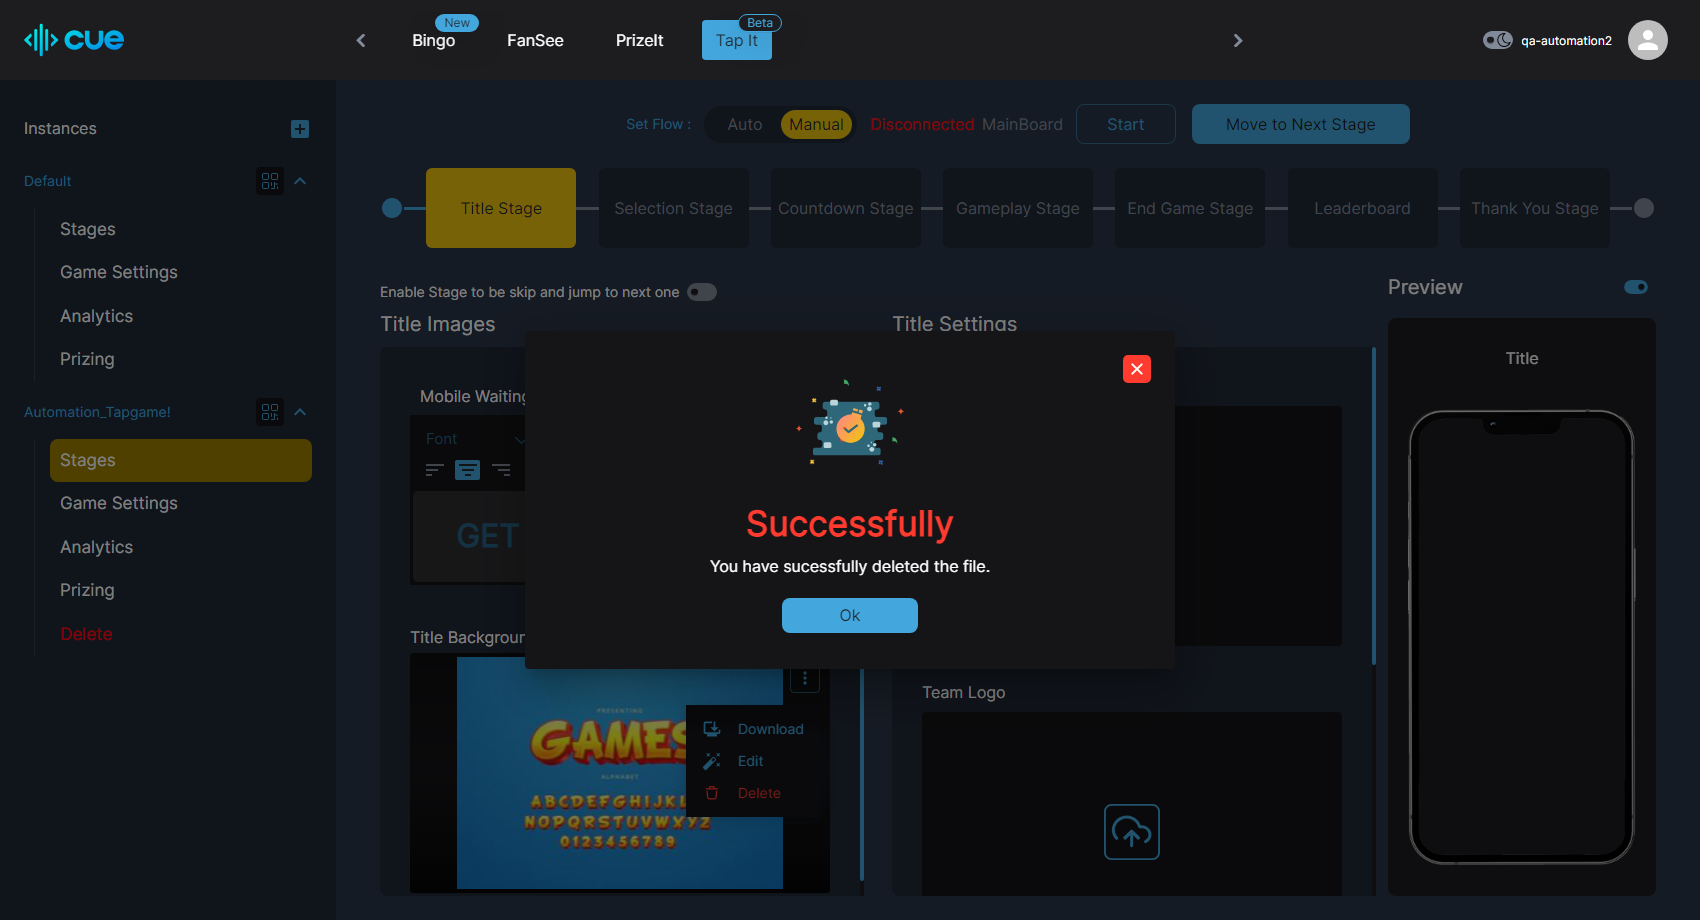 cue
New
Bingo
FanSee
PrizeIt
Beta
Tap It
qa-automation2
Instances
Default
Stages
Game Settings
Analytics
Prizing
Automation_Tapgame!
Stages
Game Settings
Analytics
Prizing
Delete
Set Flow :
Auto
Manual
Disconnected MainBoard
Start
Move to Next Stage
Title Stage
Selection Stage
Countdown Stage
Gameplay Stage
End Game Stage
Leaderboard
Thank You Stage
Enable Stage to be skip and jump to next one
Title Images
Title Settings
Preview
Title
Mobile Waiting
Font
GET
Successfully
You have sucessfully deleted the file.
Ok
Title Backgroun
PRESENTING
GAMES
ALPHABET
ABCDEFGHIJKL
NOPQRSTUVWXYZ
0123456789
Download
Edit
Delete
Team Logo